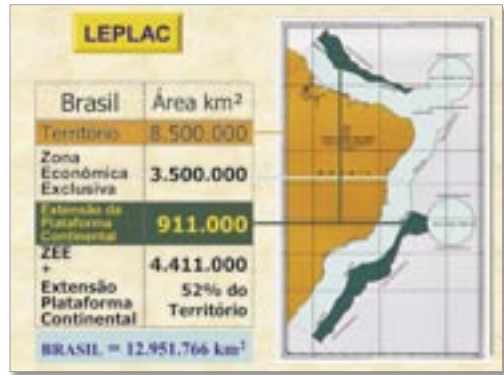 LEPLAC
Brasil Área km²
Território 8.500.000
Zona
Econômica
Exclusiva
3.500.000
Extensão da
Plataforma
Continental
911.000
ZEE
+
Extensão
Plataforma
Continental
4.411.000
52% do
Território
BRASIL = 12.951.766 km²